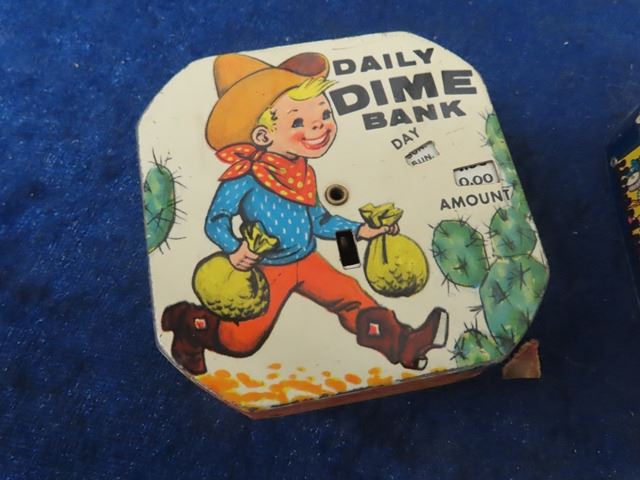 DAILY
DIME
BANK
DAY
SUN.
0.00
AMOUNT